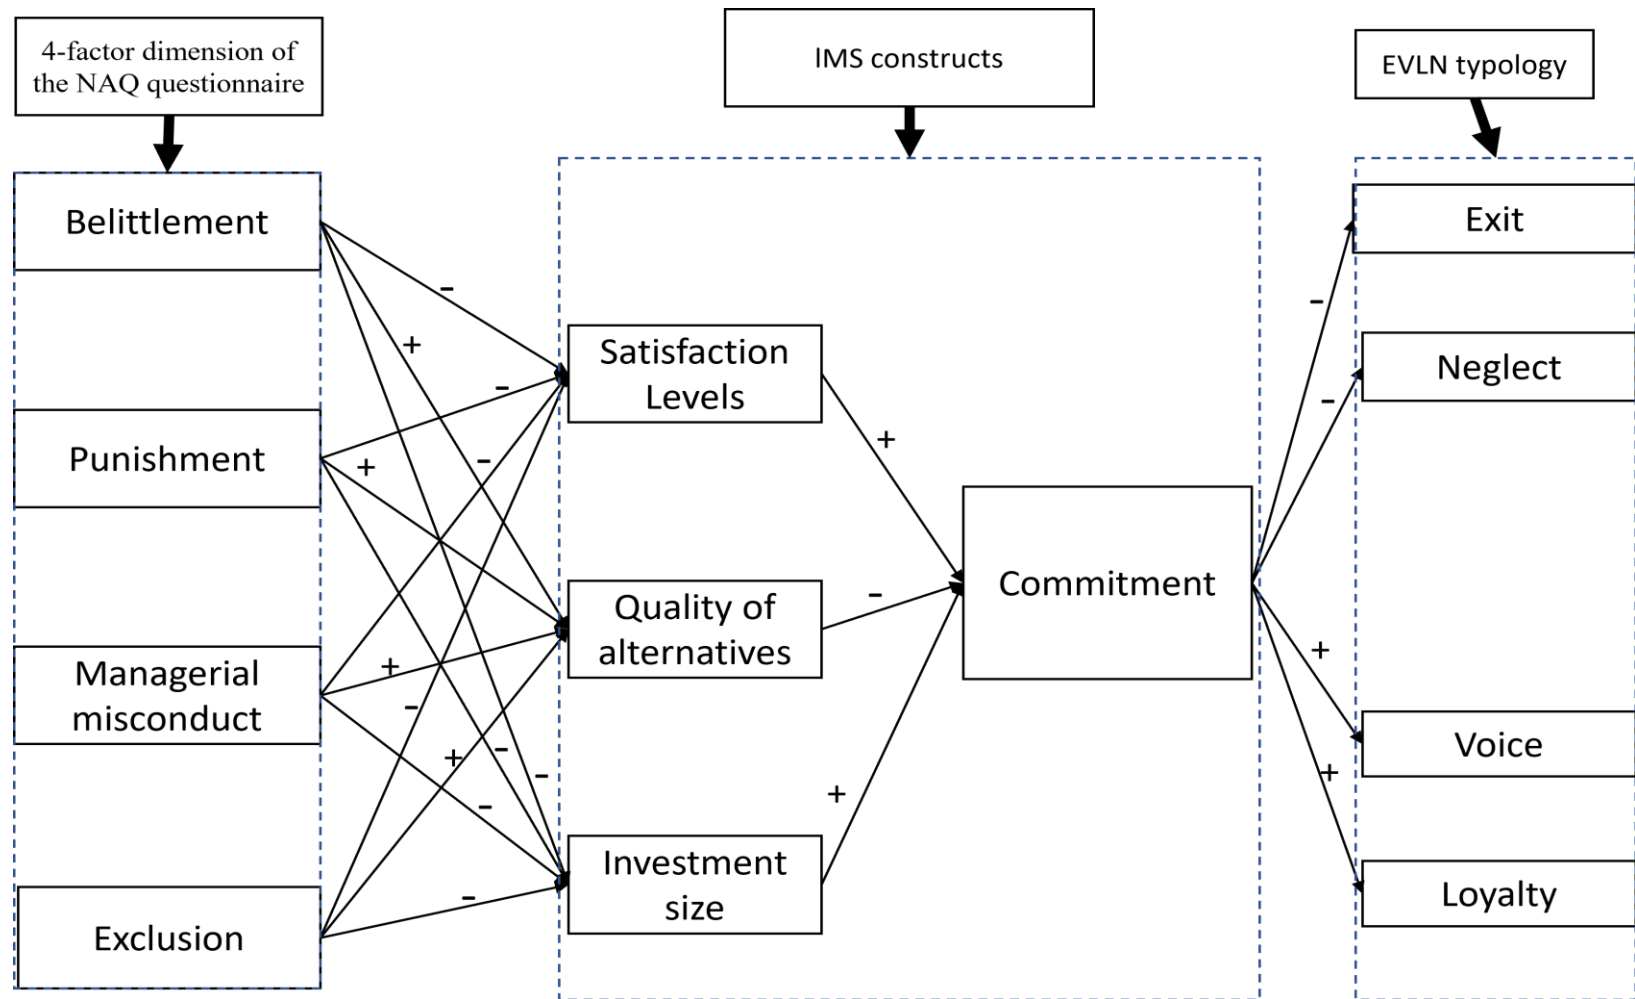 4-factor dimension of
the NAQ questionnaire
IMS constructs
EVLN typology
Belittlement
Punishment
Managerial
misconduct
Exclusion
-
+
-
+
-
+
-
+
-
-
-
-
Satisfaction
Levels
Quality of
alternatives
Investment
size
+
-
+
Commitment
-
-
+
+
Exit
Neglect
Voice
Loyalty